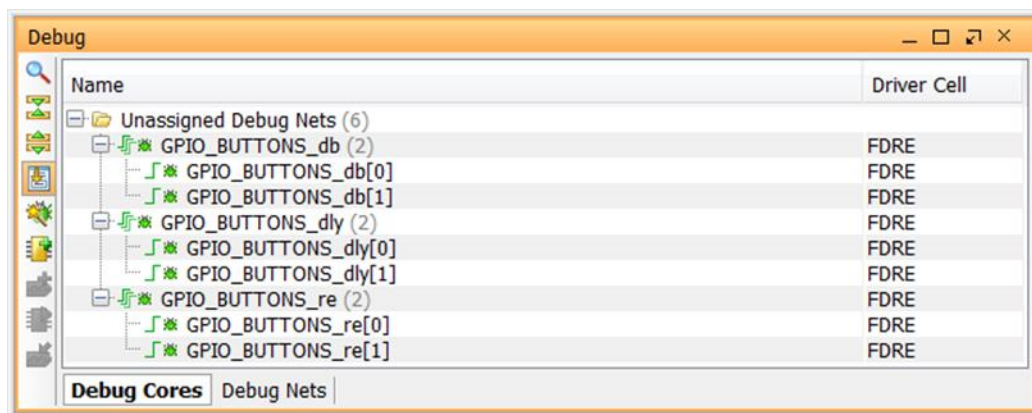 Debug
Name Driver Cell
Unassigned Debug Nets (6)
GPIO_BUTTONS_db (2) FDRE
GPIO_BUTTONS_db[0] FDRE
GPIO_BUTTONS_db[1] FDRE
GPIO_BUTTONS_dly (2) FDRE
GPIO_BUTTONS_dly[0] FDRE
GPIO_BUTTONS_dly[1] FDRE
GPIO_BUTTONS_re (2) FDRE
GPIO_BUTTONS_re[0] FDRE
GPIO_BUTTONS_re[1] FDRE
Debug Cores Debug Nets